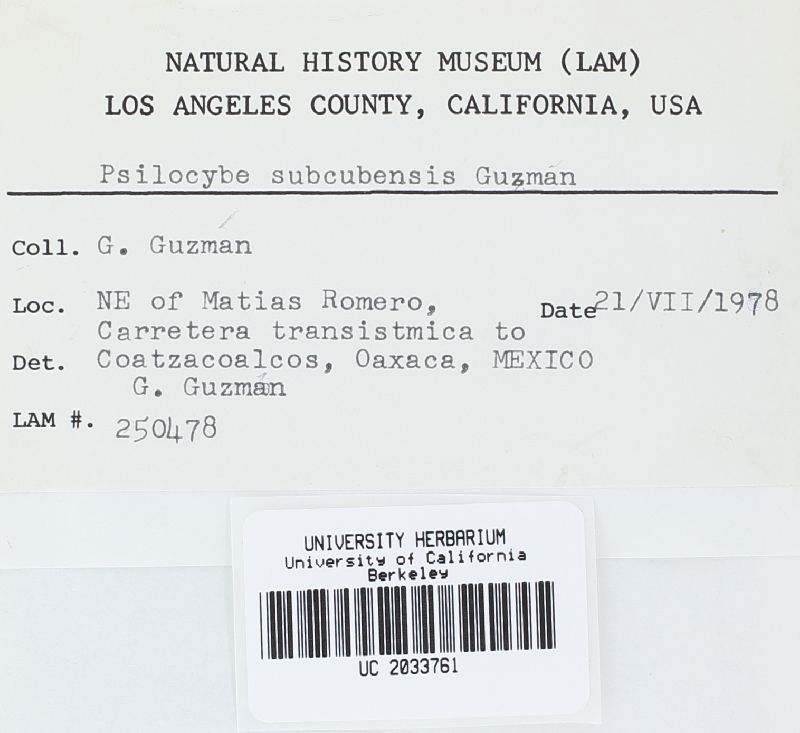 NATURAL HISTORY MUSEUM (LAM)
LOS ANGELES COUNTY, CALIFORNIA, USA
Psilocybe subcubensis Guzmán
Coll. G. Guzman
Loc. NE of Matias Romero, Date 21/VII/1978
Carretera transistmica to
Det. Coatzacoalcos, Oaxaca, MEXICO
G. Guzmán
LAM #. 250478
UNIVERSITY HERBARIUM
University of California
Berkeley
UC 2033761